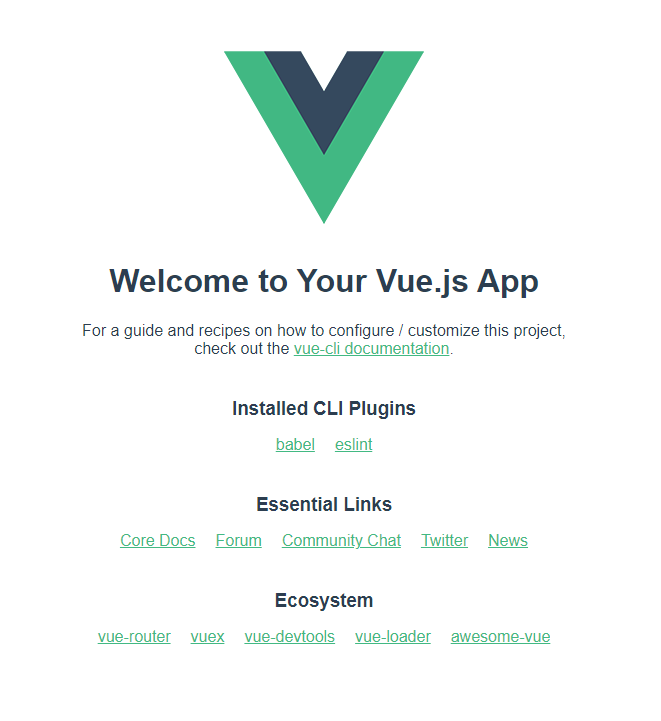 Welcome to Your Vue.js App
For a guide and recipes on how to configure / customize this project,
check out the vue-cli documentation.
Installed CLI Plugins
babel eslint
Essential Links
Core Docs Forum Community Chat Twitter News
Ecosystem
vue-router vuex vue-devtools vue-loader awesome-vue